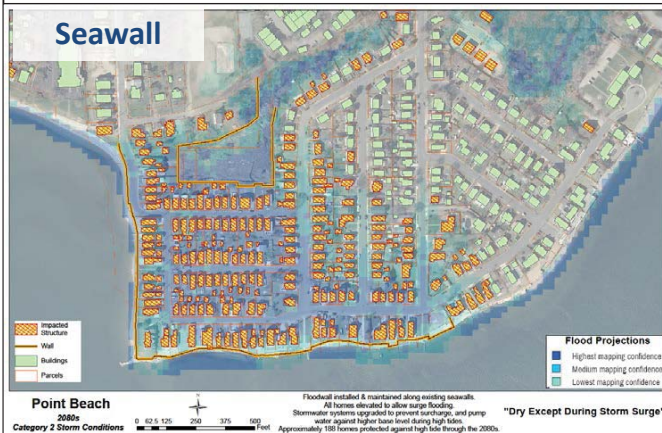 Seawall
Impacted
Structure
Wall
Buildings
Parcels
Flood Projections
Highest mapping confidence
Medium mapping confidence
Lowest mapping confidence
Point Beach
2080s
Category 2 Storm Conditions
N
0 62.5 125 250 375 500
Feet
Floodwall installed & maintained along existing seawalls.
All homes elevated to allow surge flooding.
Stormwater systems upgraded to prevent surcharge, and pump
water against higher base level during high tides.
Approximately 188 homes protected against high tide through the 2080s.
"Dry Except During Storm Surge"